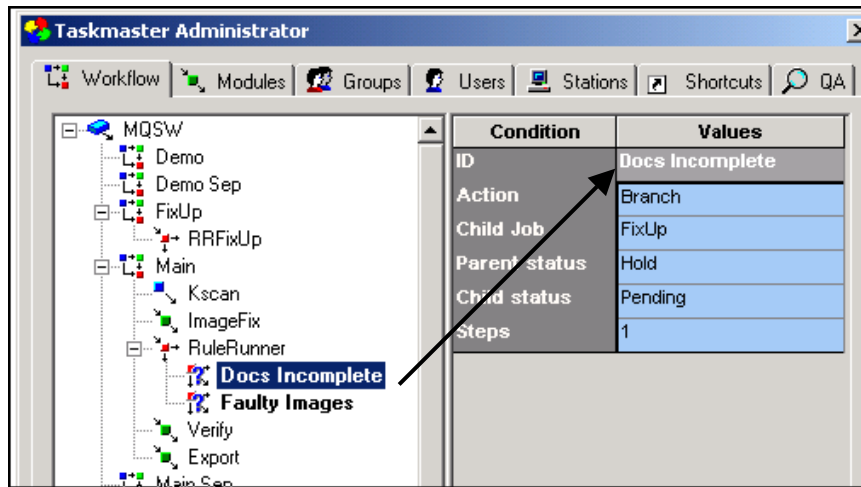 Taskmaster Administrator
Workflow Modules Groups Users Stations Shortcuts QA
MQSW
Demo
Demo Sep
FixUp
RRFixUp
Main
Kscan
ImageFix
RuleRunner
Docs Incomplete
Faulty Images
Verify
Export
Main Sep
Condition Values
ID Docs Incomplete
Action Branch
Child Job FixUp
Parent status Hold
Child status Pending
Steps 1